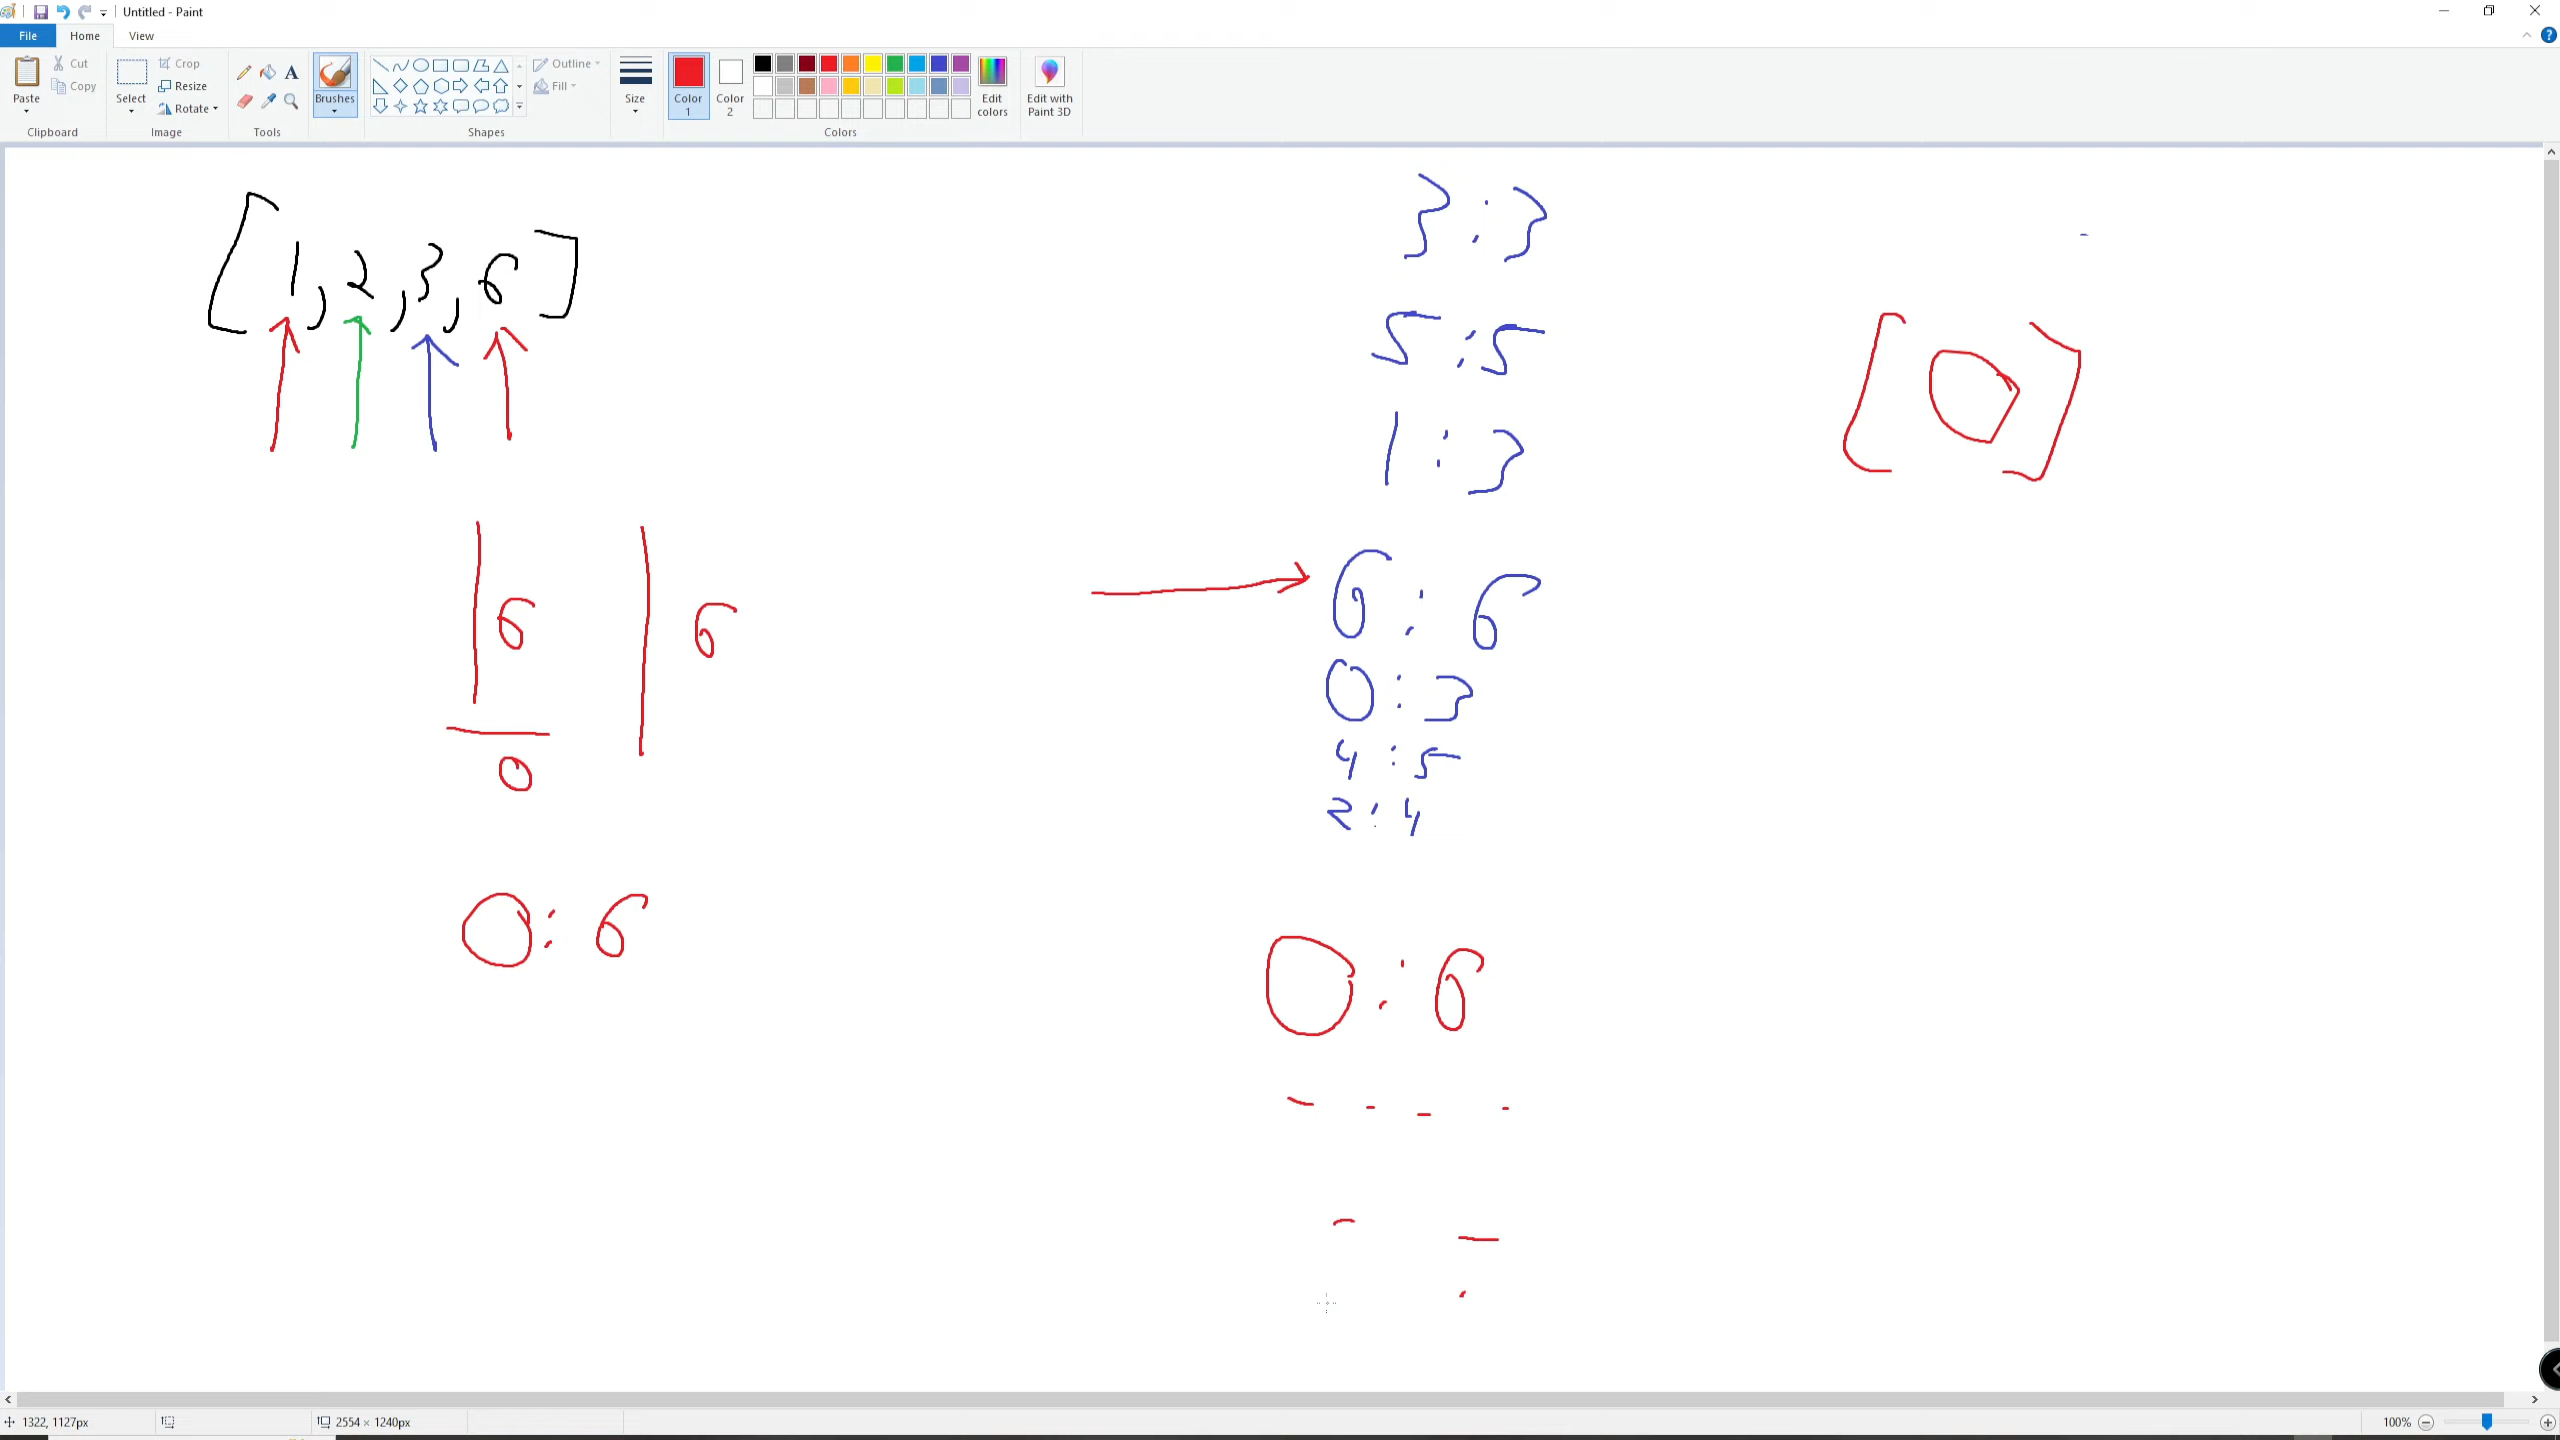 Untitled - Paint
File Home View
Paste
Cut
Copy
Clipboard
Select
Crop
Resize
Rotate
Image
Tools
Brushes
Shapes
Outline
Fill
Size
Color 1
Color 2
Edit colors
Colors
Edit with Paint 3D
[1,2,3,6]
3:3
5:5
1:3
6:6
0:3
4:5
2:4
0:6
[0]
6 6
0
0:6
1322, 1127px
2554 × 1240px
100%